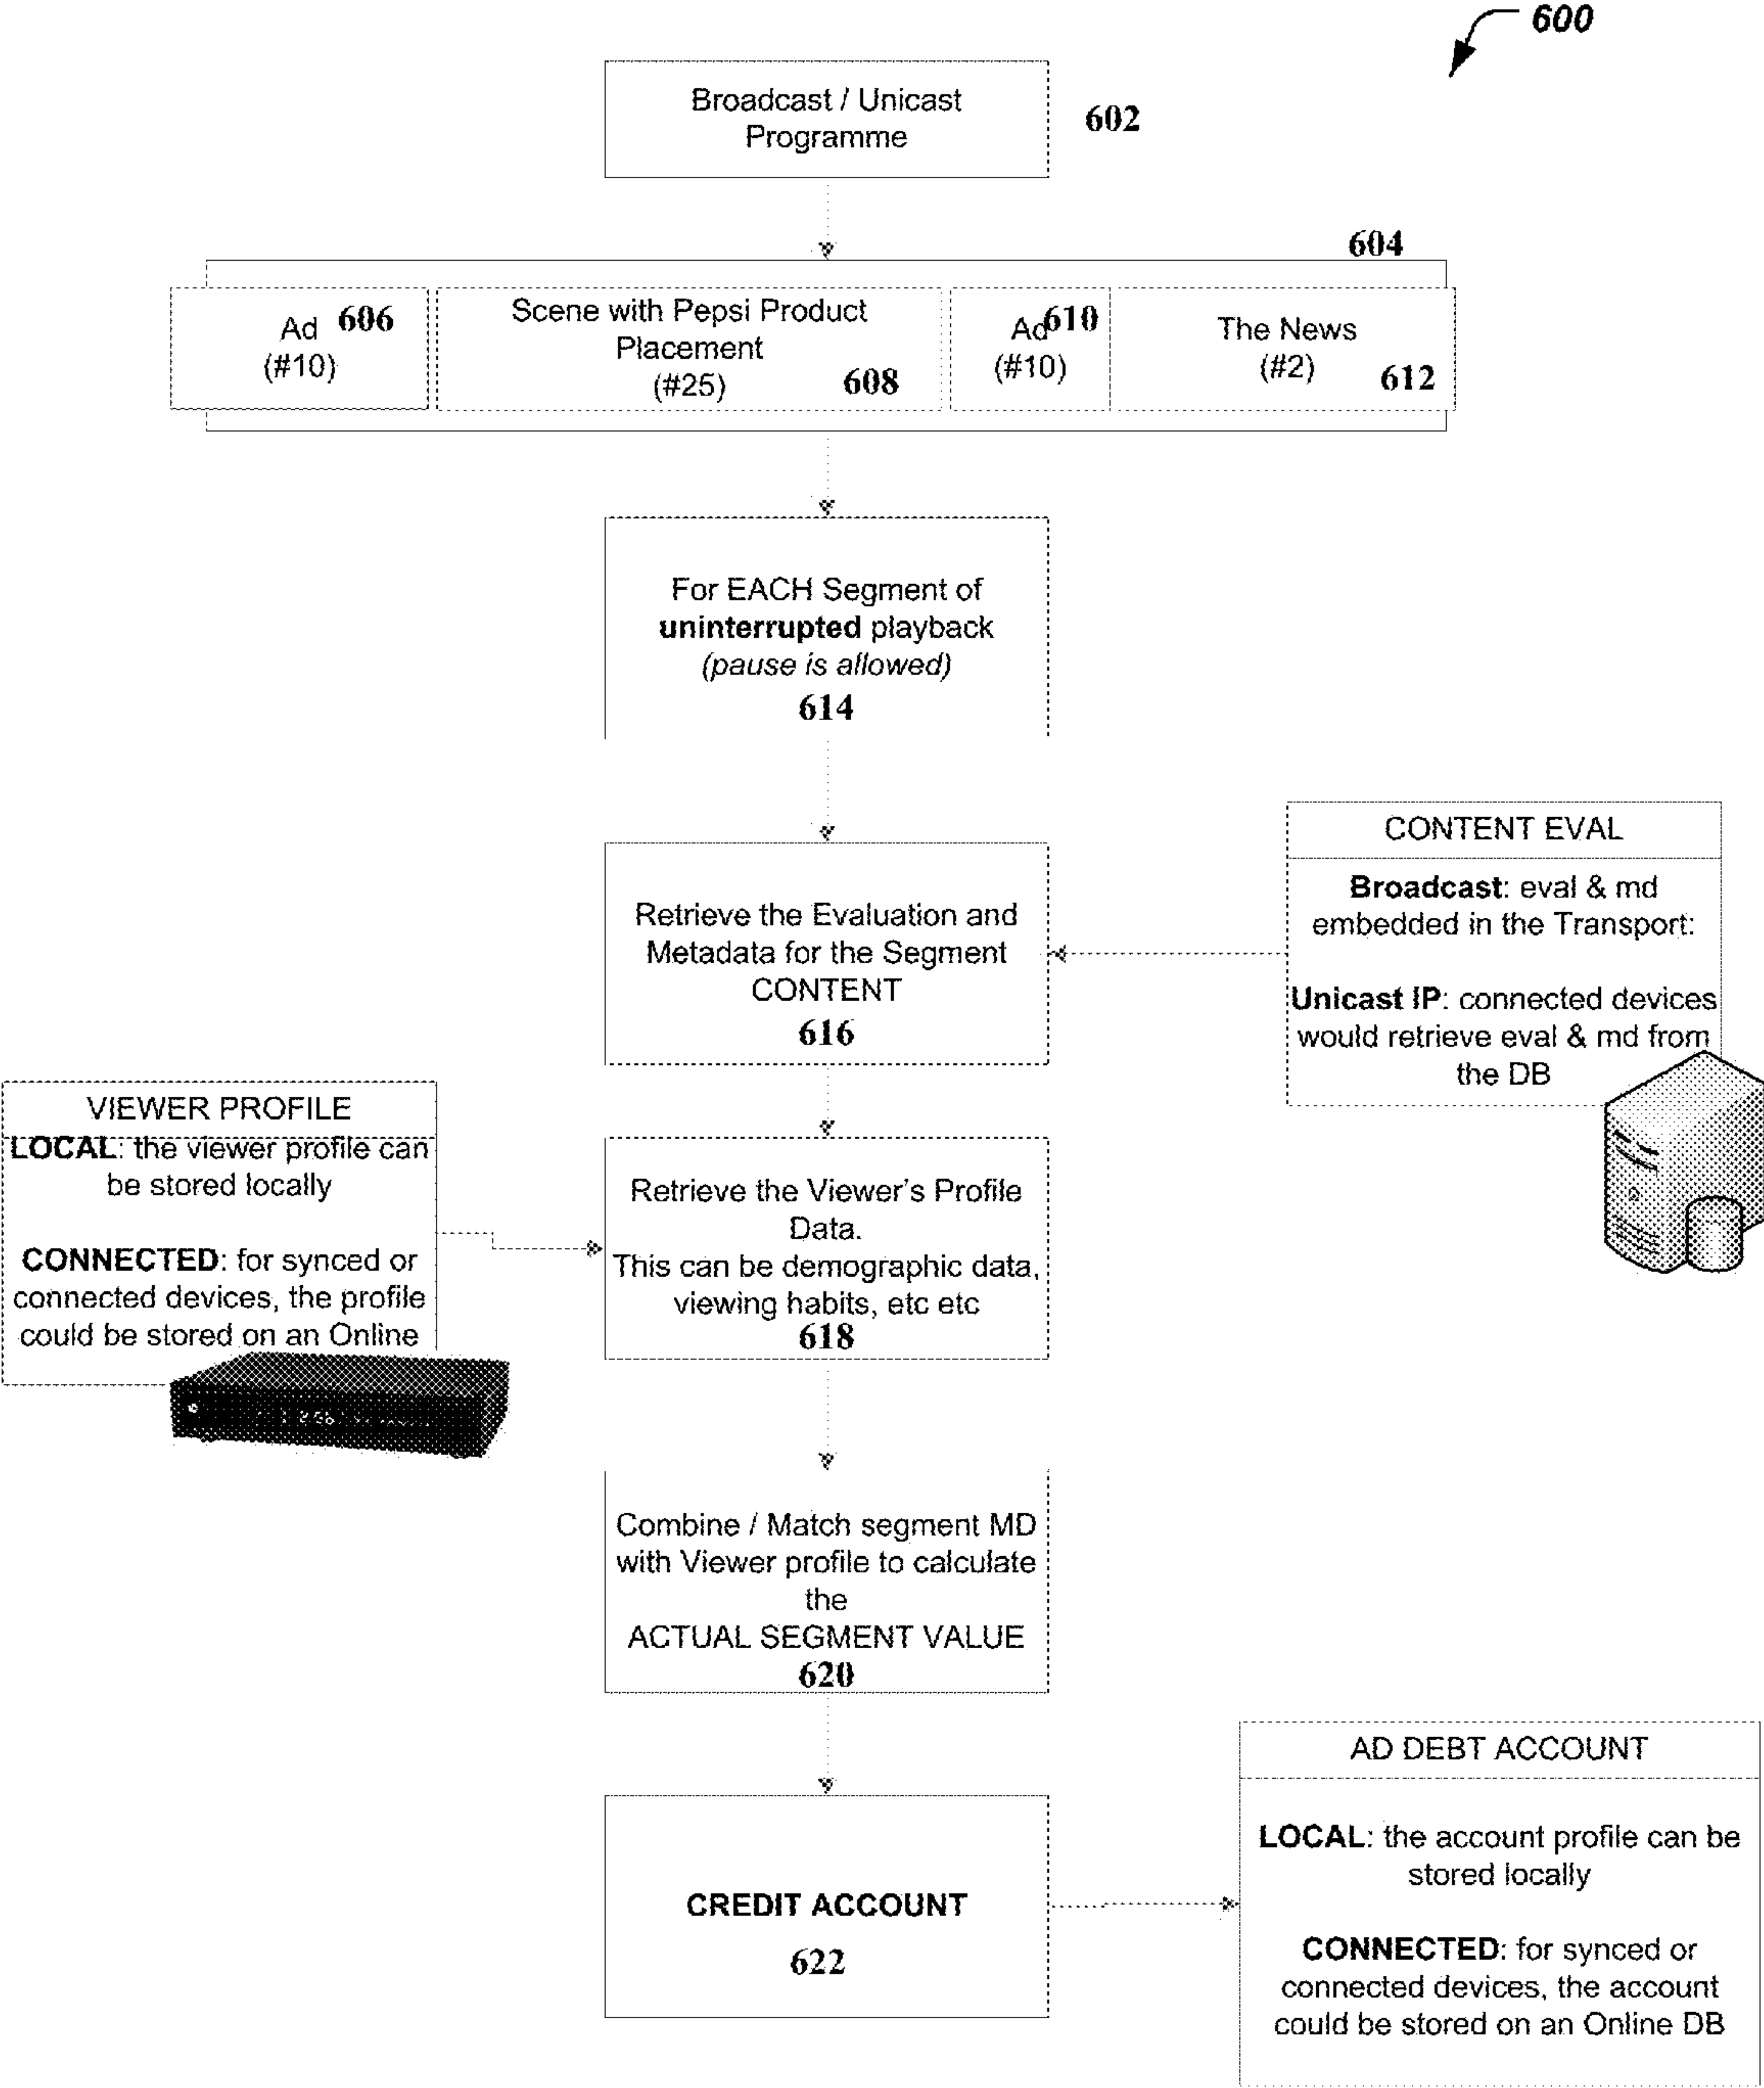 600
Broadcast / Unicast
Programme
602
604
Ad
(#10)
606
Scene with Pepsi Product
Placement
(#25)
608
Ad
(#10)
610
The News
(#2)
612
For EACH Segment of
uninterrupted playback
(pause is allowed)
614
Retrieve the Evaluation and
Metadata for the Segment
CONTENT
616
CONTENT EVAL
Broadcast: eval & md
embedded in the Transport:
Unicast IP: connected devices
would retrieve eval & md from
the DB
VIEWER PROFILE
LOCAL: the viewer profile can
be stored locally
CONNECTED: for synced or
connected devices, the profile
could be stored on an Online
Retrieve the Viewer's Profile
Data.
This can be demographic data,
viewing habits, etc etc
618
Combine / Match segment MD
with Viewer profile to calculate
the
ACTUAL SEGMENT VALUE
620
CREDIT ACCOUNT
622
AD DEBT ACCOUNT
LOCAL: the account profile can be
stored locally
CONNECTED: for synced or
connected devices, the account
could be stored on an Online DB